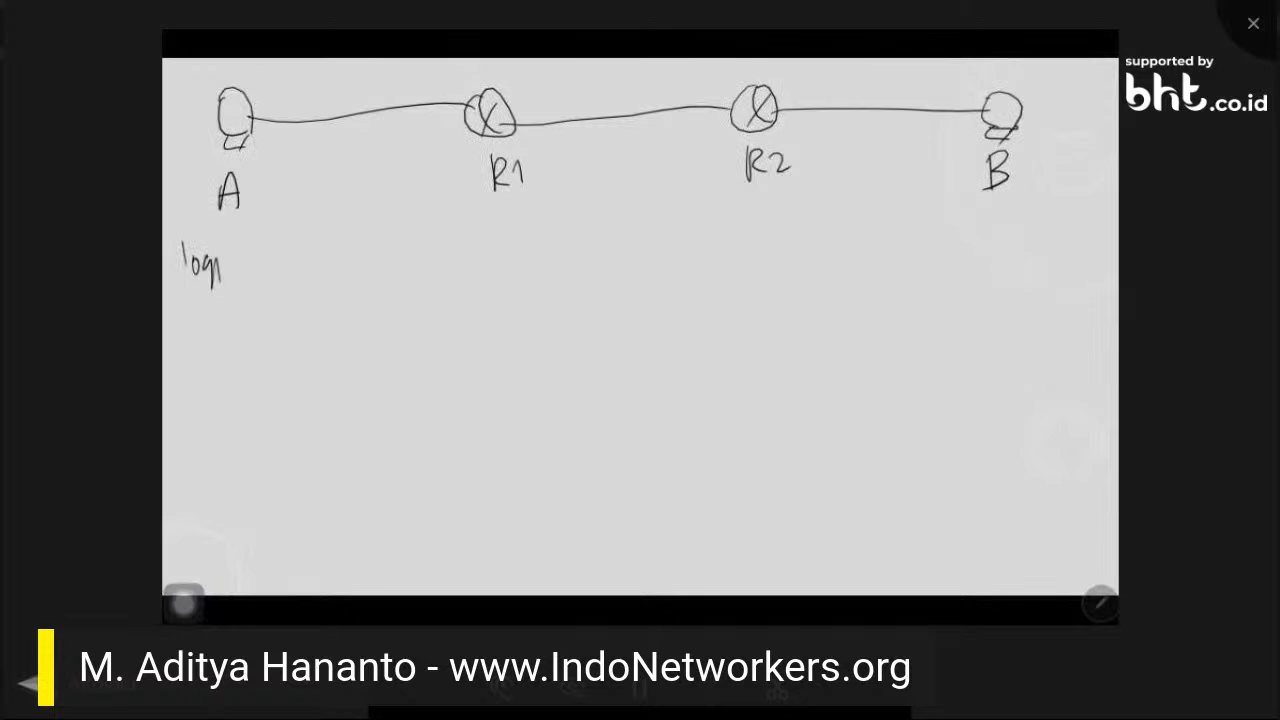 supported by
bht.co.id
A
R1
R2
B
M. Aditya Hananto - www.IndoNetworkers.org